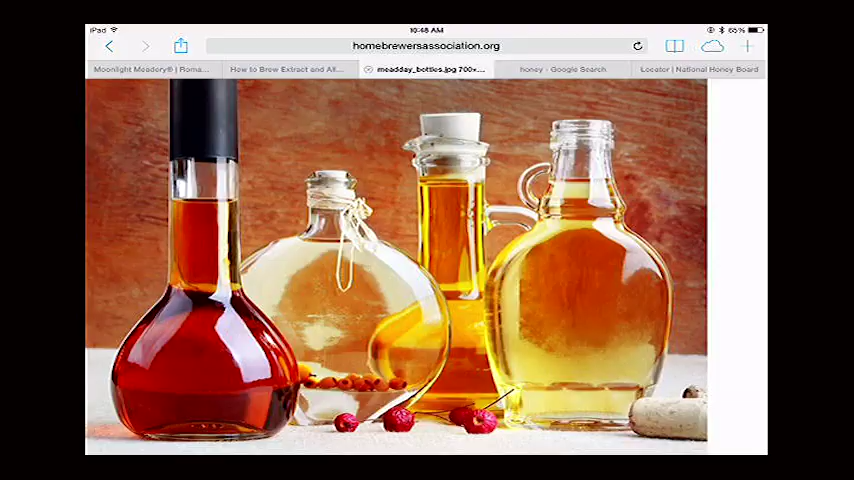 iPad 10:48 AM 65%
homebrewersassociation.org
Moonlight Meadery® | Roma... How to Brew Extract and All... meadday_bottles.jpg 700×... honey - Google Search Locator | National Honey Board